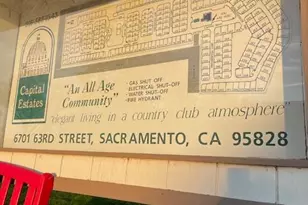 Capital
Estates
"An All Age
Community"
GAS SHUT OFF
ELECTRICAL SHUT-OFF
WATER SHUT-OFF
FIRE HYDRANT
"elegant living in a country club atmosphere"
6701 63RD STREET, SACRAMENTO, CA 95828